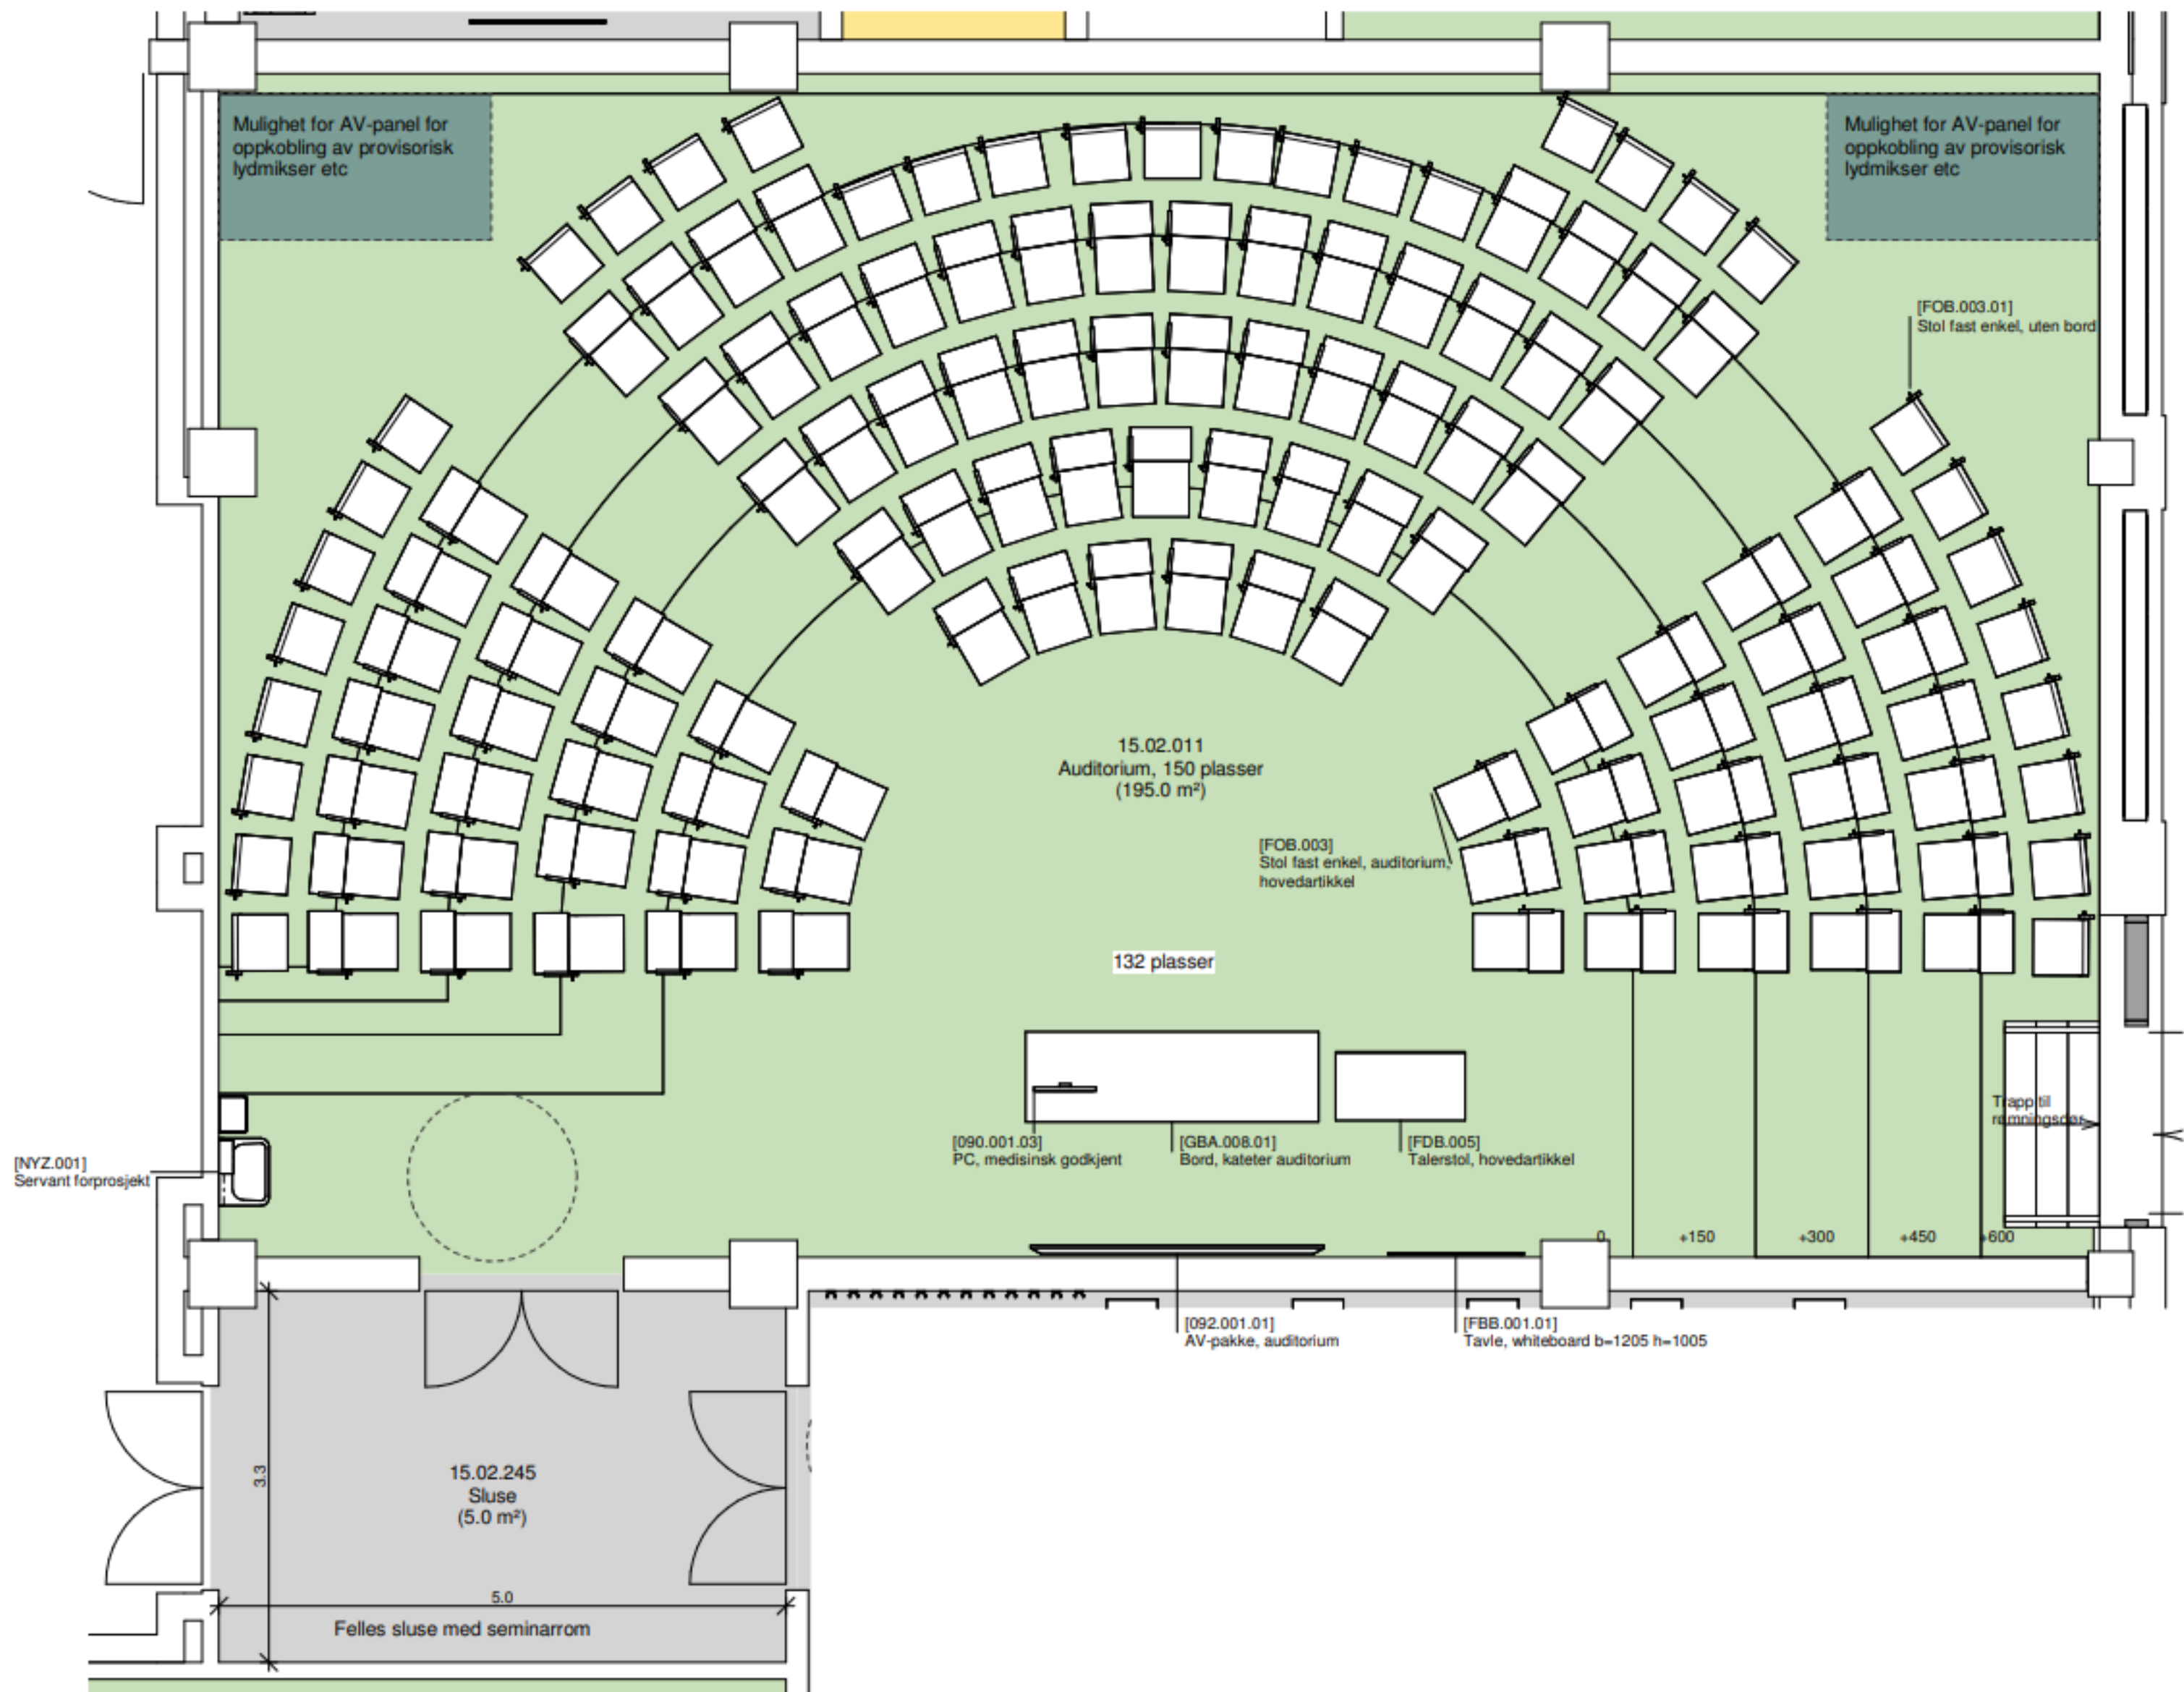 Mulighet for AV-panel for
oppkobling av provisorisk
lydmikser etc
Mulighet for AV-panel for
oppkobling av provisorisk
lydmikser etc
[FOB.003.01]
Stol fast enkel, uten bord
15.02.011
Auditorium, 150 plasser
(195.0 m²)
[FOB.003]
Stol fast enkel, auditorium,
hovedartikkel
132 plasser
Trapp til
rømningsdør
[NYZ.001]
Servant forprosjekt
[090.001.03]
PC, medisinsk godkjent
[GBA.008.01]
Bord, kateter auditorium
[FDB.005]
Talerstol, hovedartikkel
0
+150
+300
+450
+600
[092.001.01]
AV-pakke, auditorium
[FBB.001.01]
Tavle, whiteboard b=1205 h=1005
3.3
15.02.245
Sluse
(5.0 m²)
5.0
Felles sluse med seminarrom